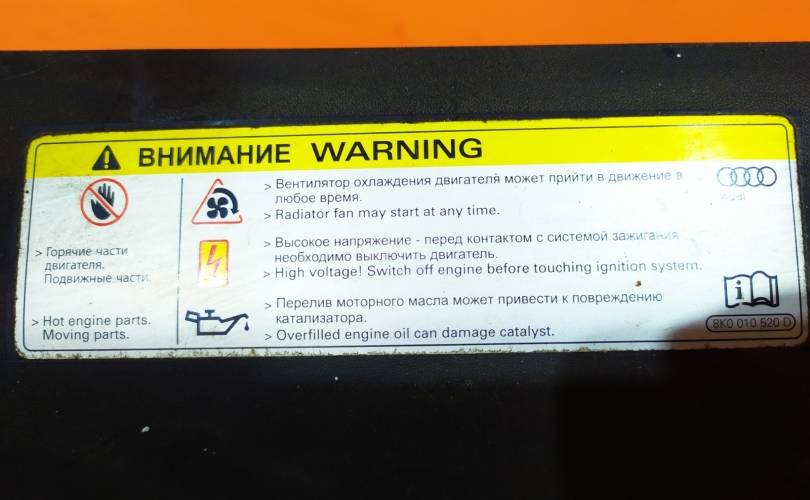 ВНИМАНИЕ WARNING
> Горячие части
двигателя.
Подвижные части.
> Hot engine parts.
Moving parts.
> Вентилятор охлаждения двигателя может прийти в движение в
любое время.
> Radiator fan may start at any time.
> Высокое напряжение - перед контактом с системой зажигания
необходимо выключить двигатель.
> High voltage! Switch off engine before touching ignition system.
> Перелив моторного масла может привести к повреждению
катализатора.
> Overfilled engine oil can damage catalyst.
Audi
8K0 010 520 D